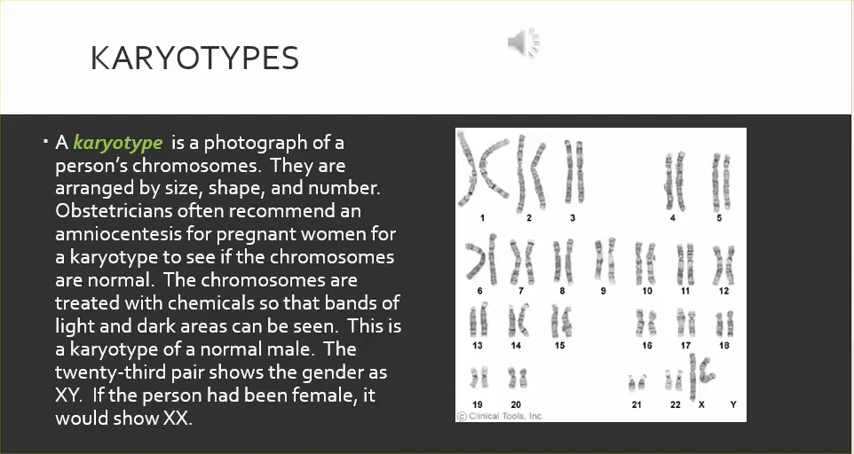 KARYOTYPES
▪ A karyotype is a photograph of a
person's chromosomes. They are
arranged by size, shape, and number.
Obstetricians often recommend an
amniocentesis for pregnant women for
a karyotype to see if the chromosomes
are normal. The chromosomes are
treated with chemicals so that bands of
light and dark areas can be seen. This is
a karyotype of a normal male. The
twenty-third pair shows the gender as
XY. If the person had been female, it
would show XX.
1 2 3 4 5
6 7 8 9 10 11 12
13 14 15 16 17 18
19 20 21 22 X Y
© Clinical Tools, Inc.